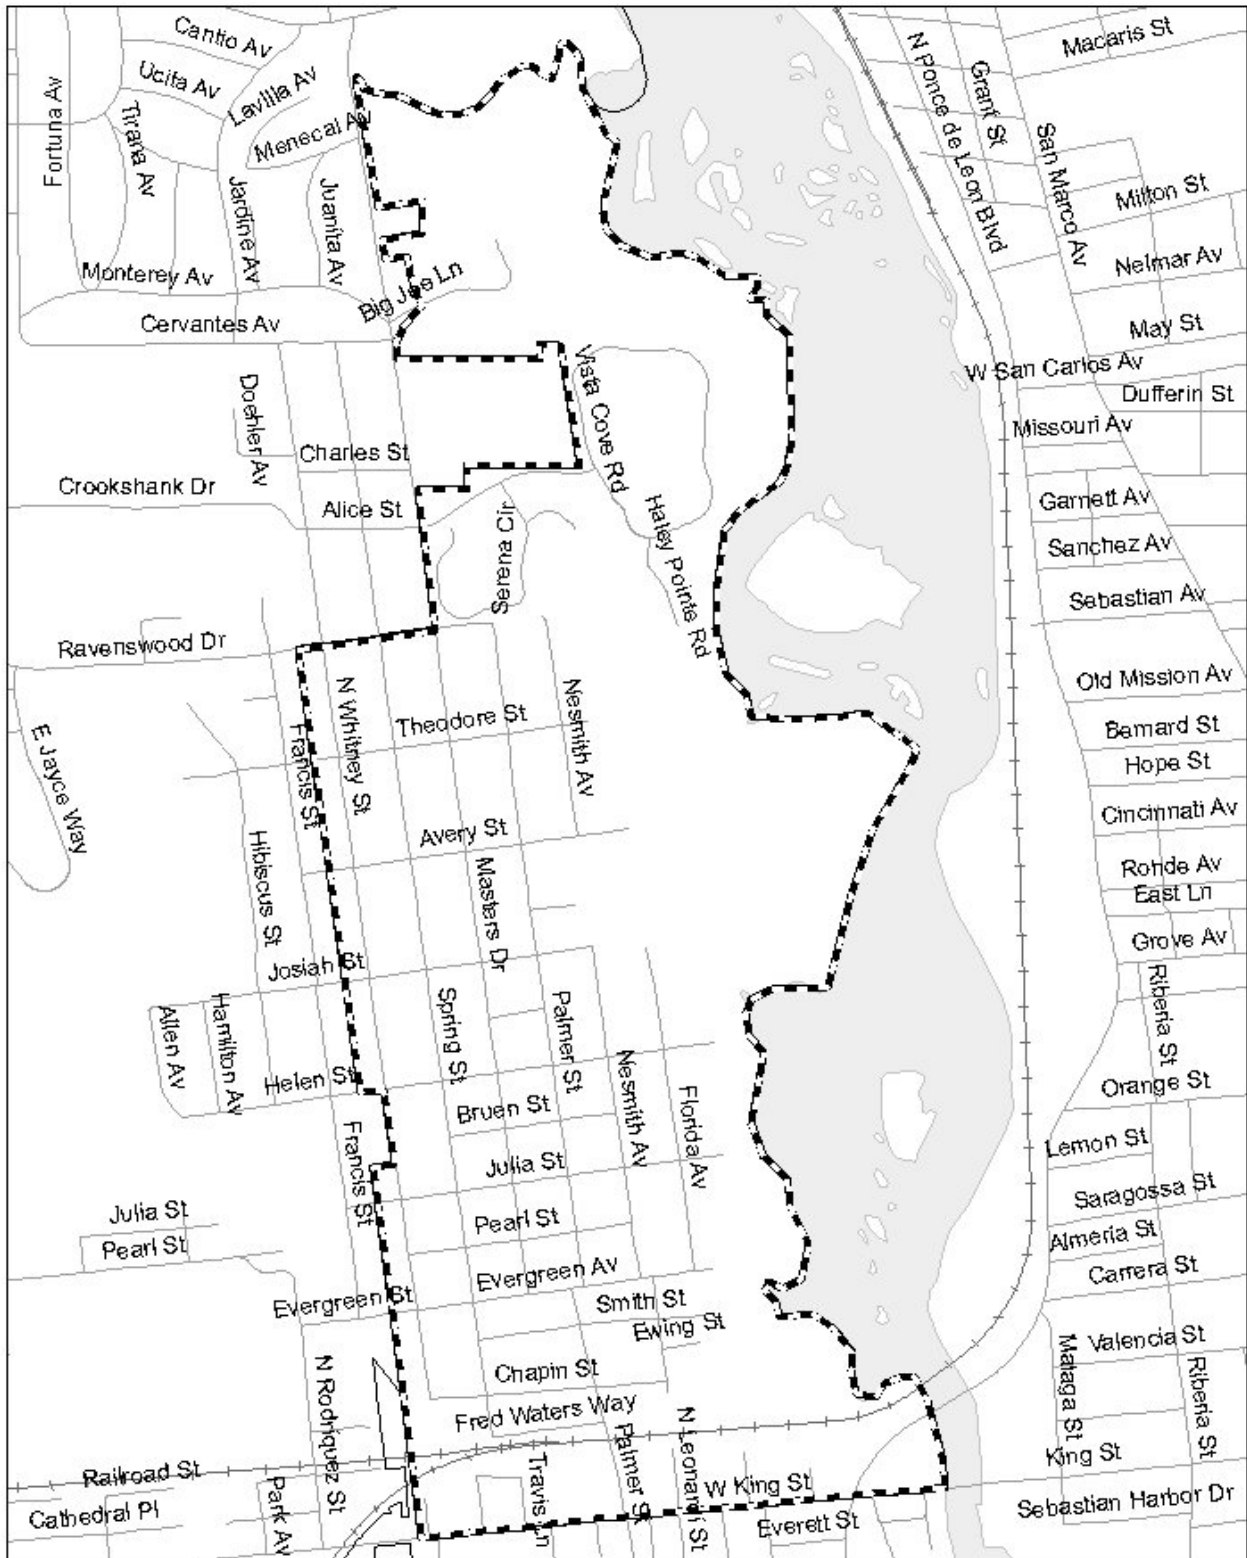 Cantio Av
Macaris St
Ucita Av
Lavilla Av
N Ponce de Leon Blvd
Grant St
Fortuna Av
Tirana Av
Menecal Av
San Marco Av
Jardine Av
Juanita Av
Milton St
Monterey Av
Nelmar Av
Big Joe Ln
Cervantes Av
May St
W San Carlos Av
Vista Cove Rd
Doehler Av
Dufferin St
Missouri Av
Charles St
Crookshank Dr
Alice St
Garnett Av
Haley Pointe Rd
Serena Cir
Sanchez Av
Sebastian Av
Ravenswood Dr
Old Mission Av
N Whitney St
Nesmith Av
Theodore St
Bernard St
E Jayce Way
Francis St
Hope St
Cincinnati Av
Avery St
Hibiscus St
Masters Dr
Rohde Av
East Ln
Grove Av
Josiah St
Riberia St
Allen Av
Hamilton Av
Spring St
Palmer St
Helen St
Nesmith Av
Florida Av
Orange St
Bruen St
Francis St
Lemon St
Julia St
Saragossa St
Julia St
Pearl St
Pearl St
Almeria St
Evergreen Av
Carrera St
Evergreen St
Smith St
Ewing St
Valencia St
Malaga St
N Rodriquez St
Chapin St
Riberia St
Fred Waters Way
N Leonardi St
Palmer St
King St
Railroad St
Travis Ln
W King St
Park Av
Cathedral Pl
Everett St
Sebastian Harbor Dr